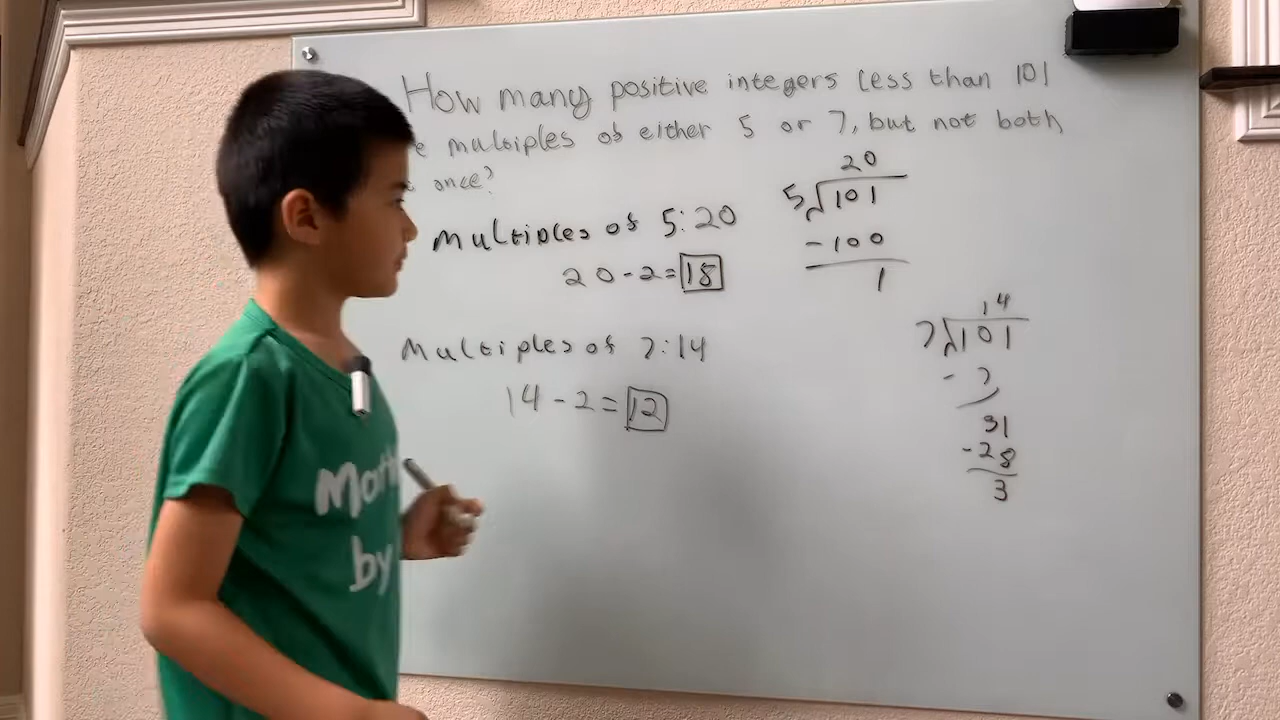 How many positive integers less than 101
multiples of either 5 or 7, but not both
once?
Multiples of 5:20
20-2=18
Multiples of 7:14
14-2=12
20
5 101
-100
1
14
7 101
-7
31
-28
3
by